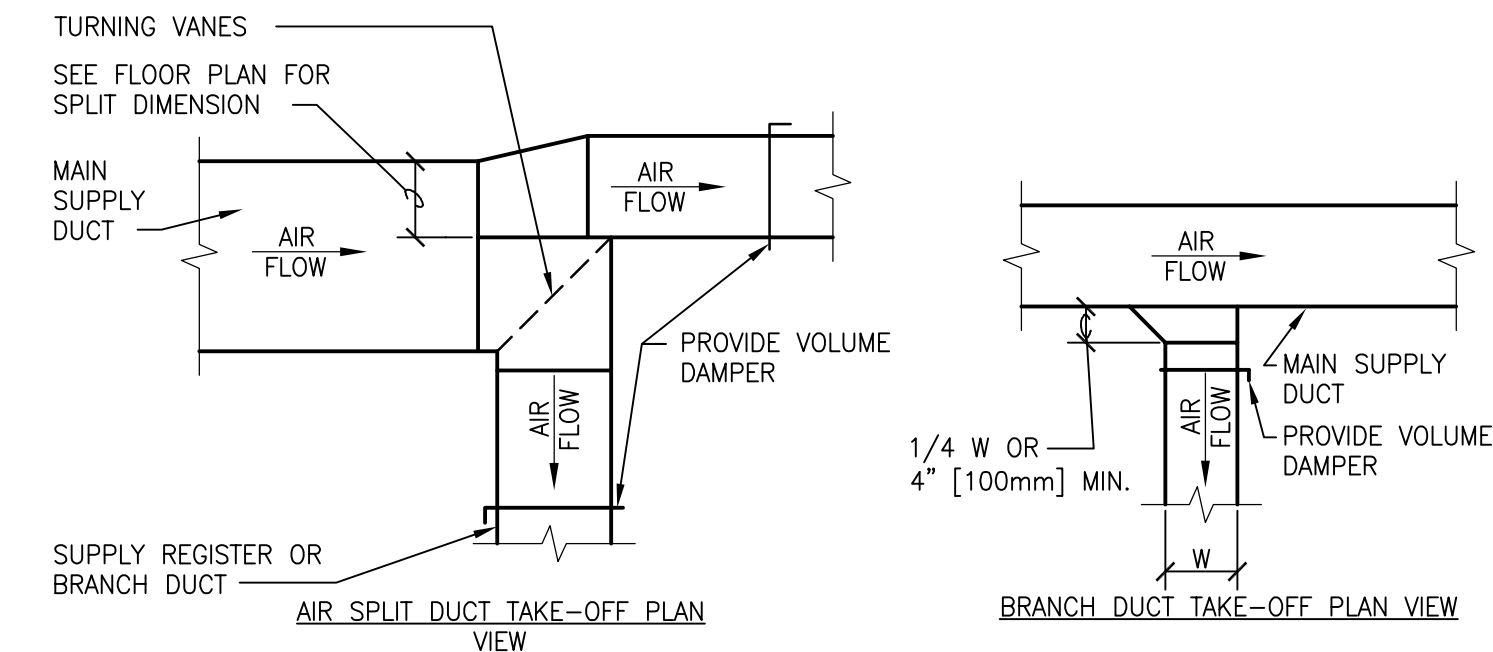 TURNING VANES
SEE FLOOR PLAN FOR
SPLIT DIMENSION
MAIN
SUPPLY
DUCT
AIR
FLOW
AIR
FLOW
AIR
FLOW
PROVIDE VOLUME
DAMPER
SUPPLY REGISTER OR
BRANCH DUCT
AIR SPLIT DUCT TAKE-OFF PLAN
VIEW
AIR
FLOW
MAIN SUPPLY
DUCT
AIR
FLOW
PROVIDE VOLUME
DAMPER
1/4 W OR
4" [100mm] MIN.
W
BRANCH DUCT TAKE-OFF PLAN VIEW